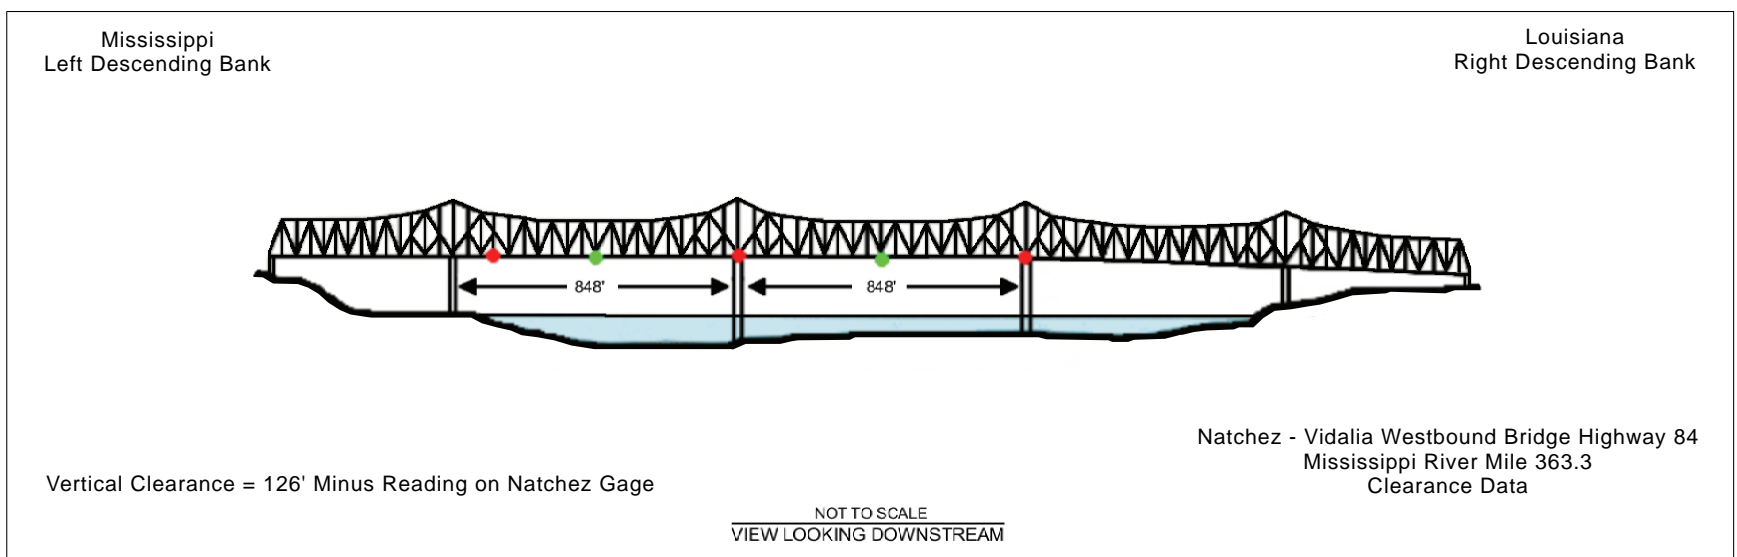 Mississippi
Left Descending Bank
Louisiana
Right Descending Bank
848'
848'
Natchez - Vidalia Westbound Bridge Highway 84
Mississippi River Mile 363.3
Clearance Data
Vertical Clearance = 126' Minus Reading on Natchez Gage
NOT TO SCALE
VIEW LOOKING DOWNSTREAM